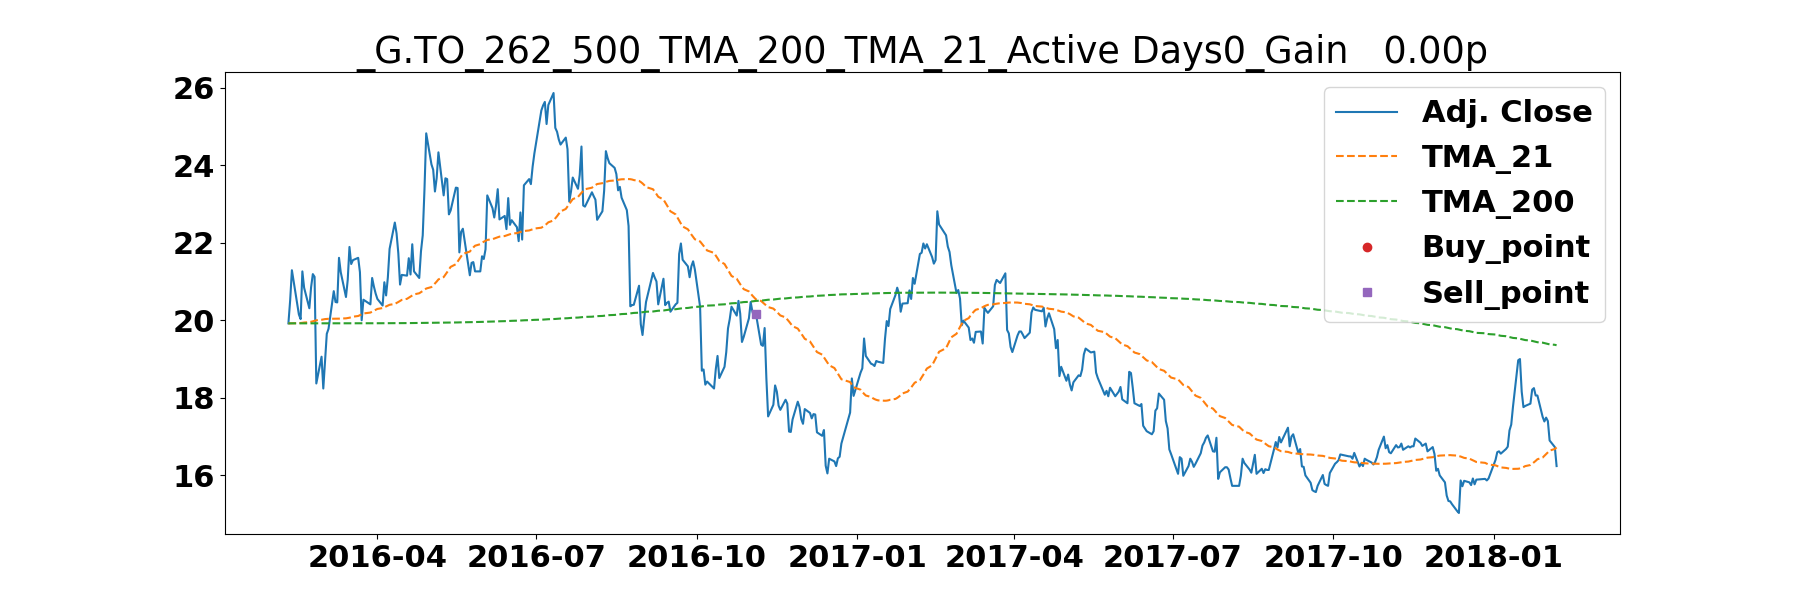 _G.TO_262_500_TMA_200_TMA_21_Active Days0_Gain   0.00p
26
24
22
20
18
16
Adj. Close
TMA_21
TMA_200
Buy_point
Sell_point
2016-04 2016-07 2016-10 2017-01 2017-04 2017-07 2017-10 2018-01